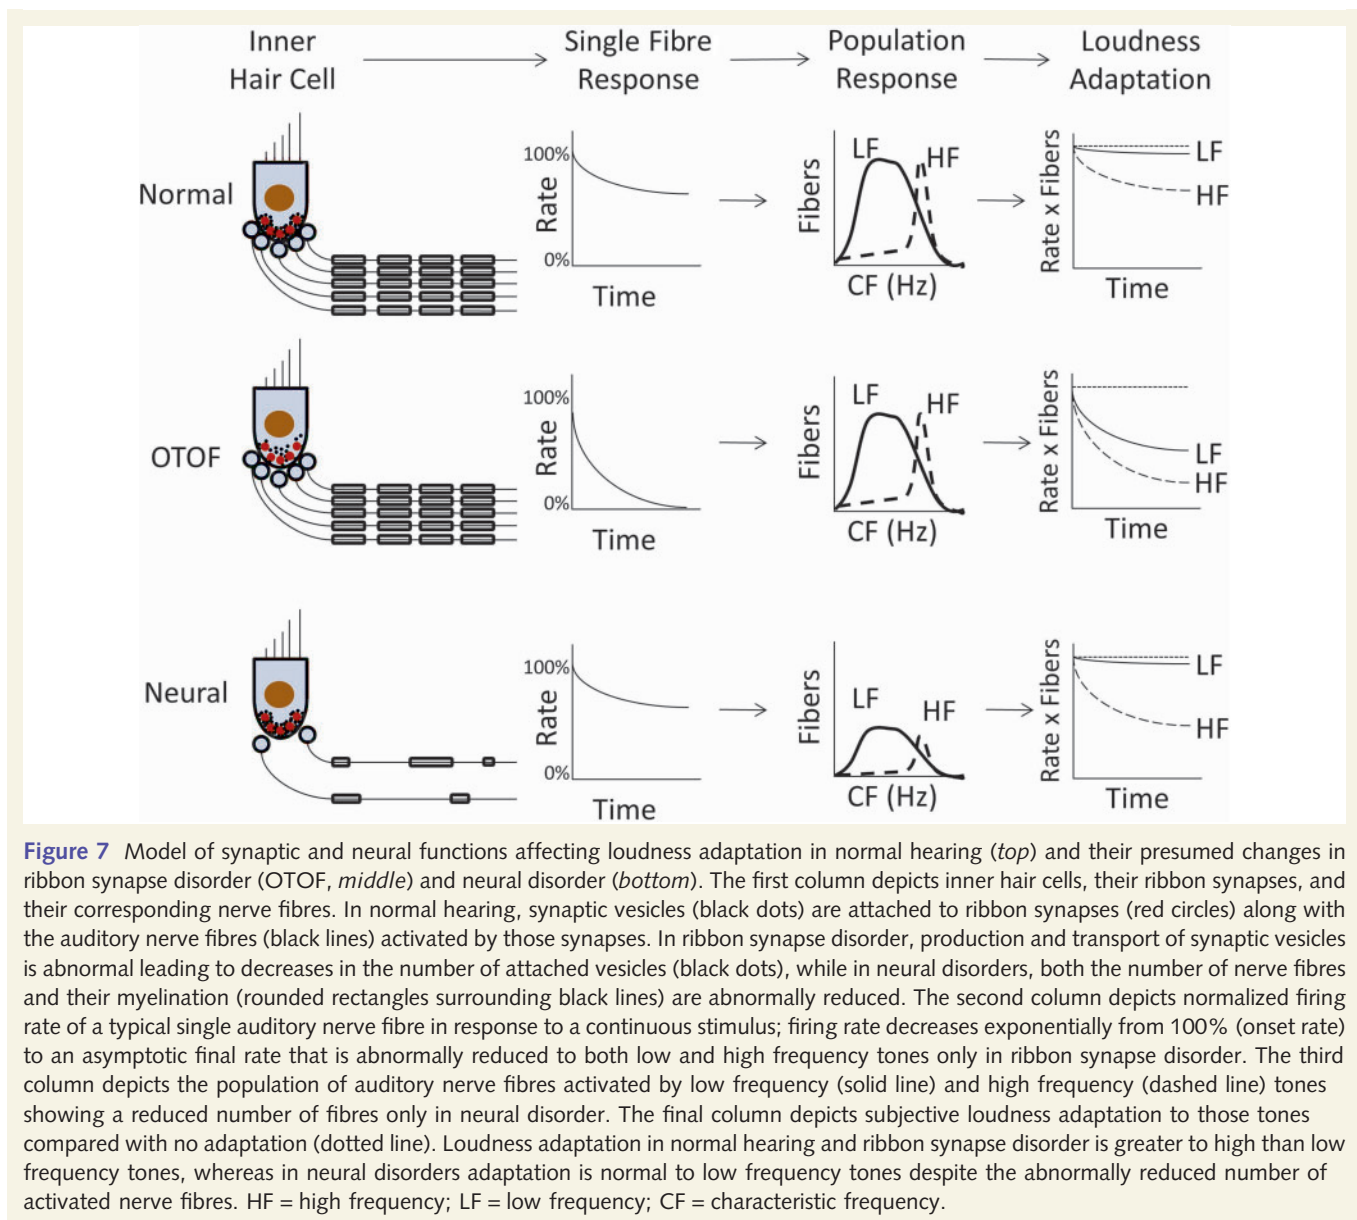 Inner
Hair Cell
Single Fibre
Response
Population
Response
Loudness
Adaptation
Normal
100%
Rate
0%
Time
LF
HF
Fibers
CF (Hz)
Rate x Fibers
LF
HF
Time
OTOF
100%
Rate
0%
Time
LF
HF
Fibers
CF (Hz)
Rate x Fibers
LF
HF
Time
Neural
100%
Rate
0%
Time
LF
HF
Fibers
CF (Hz)
Rate x Fibers
LF
HF
Time
Figure 7 Model of synaptic and neural functions affecting loudness adaptation in normal hearing (top) and their presumed changes in
ribbon synapse disorder (OTOF, middle) and neural disorder (bottom). The first column depicts inner hair cells, their ribbon synapses, and
their corresponding nerve fibres. In normal hearing, synaptic vesicles (black dots) are attached to ribbon synapses (red circles) along with
the auditory nerve fibres (black lines) activated by those synapses. In ribbon synapse disorder, production and transport of synaptic vesicles
is abnormal leading to decreases in the number of attached vesicles (black dots), while in neural disorders, both the number of nerve fibres
and their myelination (rounded rectangles surrounding black lines) are abnormally reduced. The second column depicts normalized firing
rate of a typical single auditory nerve fibre in response to a continuous stimulus; firing rate decreases exponentially from 100% (onset rate)
to an asymptotic final rate that is abnormally reduced to both low and high frequency tones only in ribbon synapse disorder. The third
column depicts the population of auditory nerve fibres activated by low frequency (solid line) and high frequency (dashed line) tones
showing a reduced number of fibres only in neural disorder. The final column depicts subjective loudness adaptation to those tones
compared with no adaptation (dotted line). Loudness adaptation in normal hearing and ribbon synapse disorder is greater to high than low
frequency tones, whereas in neural disorders adaptation is normal to low frequency tones despite the abnormally reduced number of
activated nerve fibres. HF = high frequency; LF = low frequency; CF = characteristic frequency.